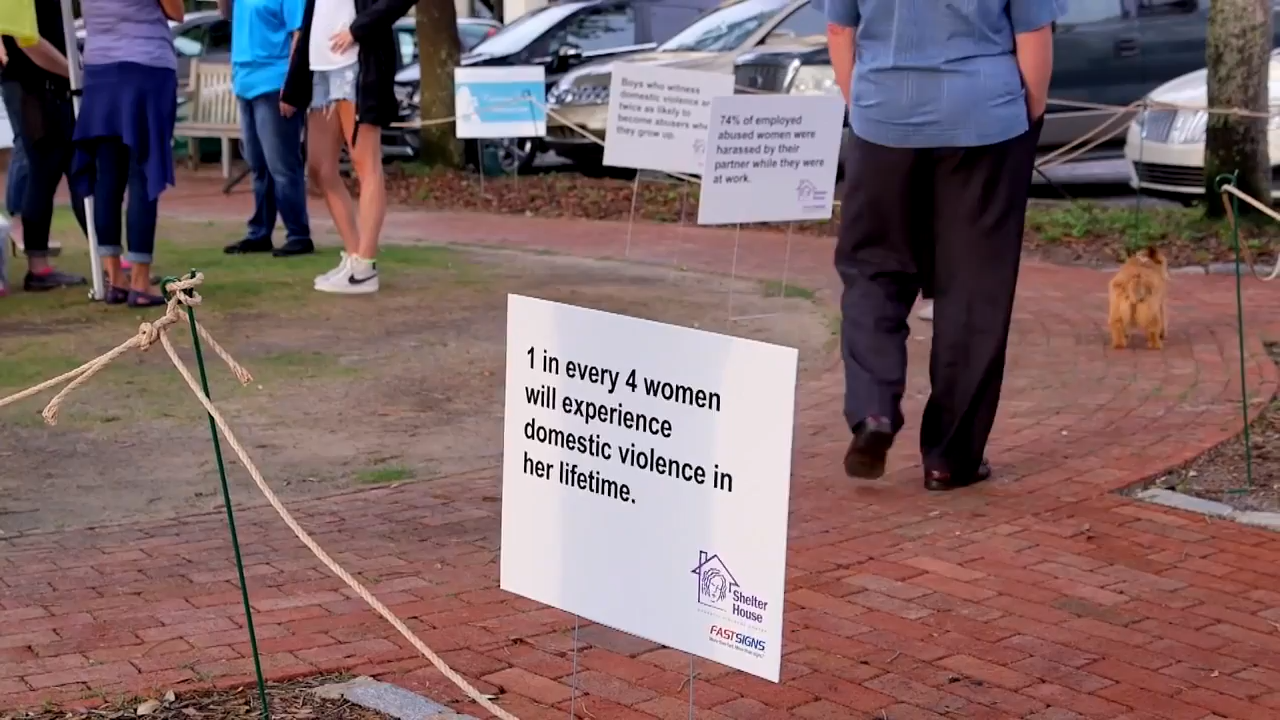 Boys who witness
domestic violence are
twice as likely to
become abusers when
they grow up.
74% of employed
abused women were
harassed by their
partner while they were
at work.
Shelter
House
1 in every 4 women
will experience
domestic violence in
her lifetime.
Shelter
House
FASTSIGNS